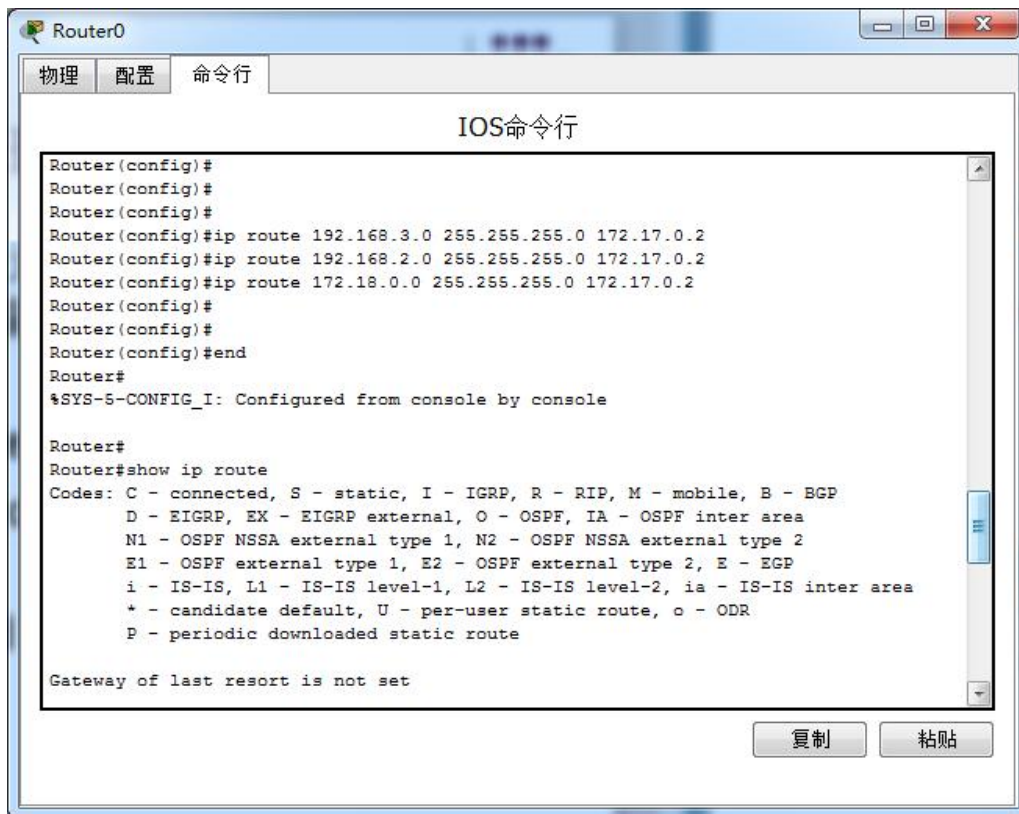 Router0
物理 配置 命令行
IOS命令行
Router(config)#
Router(config)#
Router(config)#
Router(config)#ip route 192.168.3.0 255.255.255.0 172.17.0.2
Router(config)#ip route 192.168.2.0 255.255.255.0 172.17.0.2
Router(config)#ip route 172.18.0.0 255.255.255.0 172.17.0.2
Router(config)#
Router(config)#
Router(config)#end
Router#
%SYS-5-CONFIG_I: Configured from console by console
Router#
Router#show ip route
Codes: C - connected, S - static, I - IGRP, R - RIP, M - mobile, B - BGP
D - EIGRP, EX - EIGRP external, O - OSPF, IA - OSPF inter area
N1 - OSPF NSSA external type 1, N2 - OSPF NSSA external type 2
E1 - OSPF external type 1, E2 - OSPF external type 2, E - EGP
i - IS-IS, L1 - IS-IS level-1, L2 - IS-IS level-2, ia - IS-IS inter area
* - candidate default, U - per-user static route, o - ODR
P - periodic downloaded static route
Gateway of last resort is not set
复制 粘贴